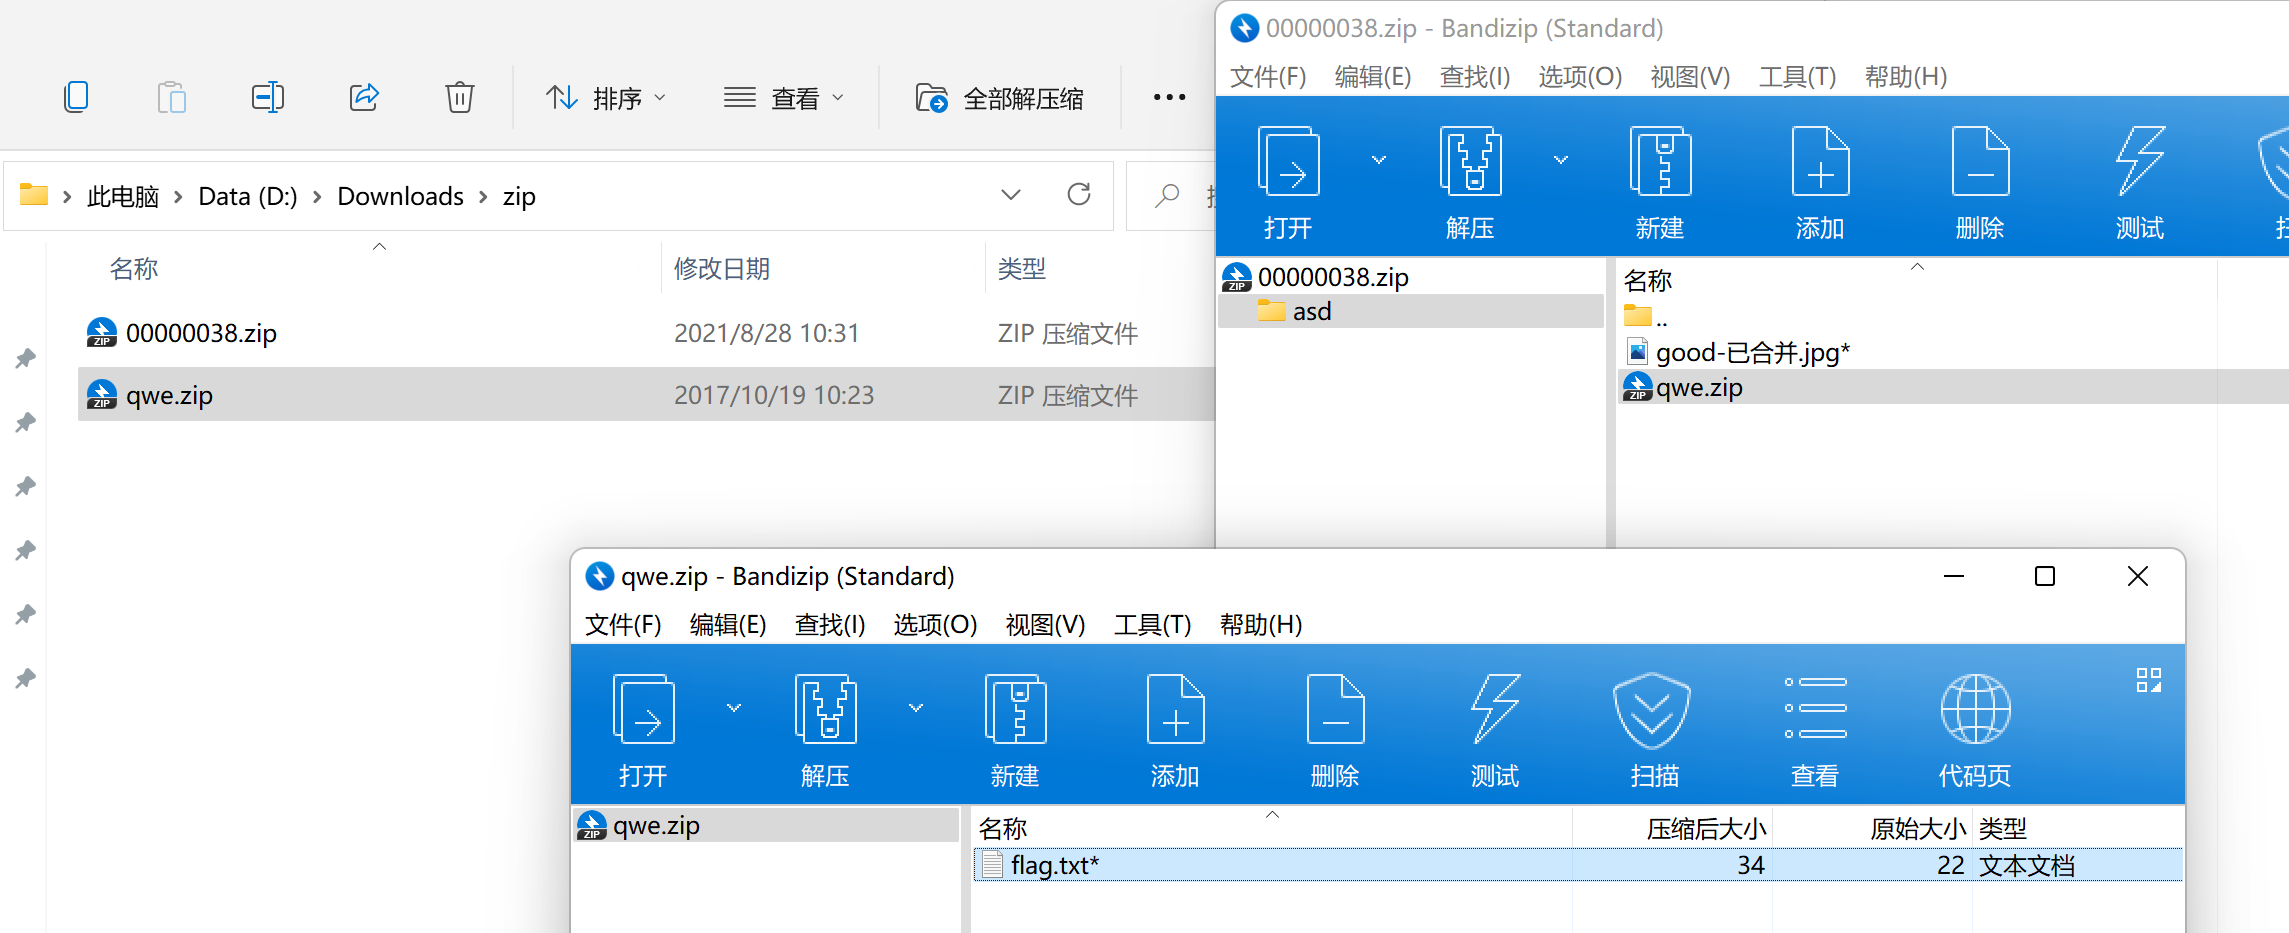 排序
查看
全部解压缩
此电脑
Data (D:)
Downloads
zip
名称
修改日期
类型
00000038.zip
2021/8/28 10:31
ZIP 压缩文件
qwe.zip
2017/10/19 10:23
ZIP 压缩文件
00000038.zip - Bandizip (Standard)
文件(F) 编辑(E) 查找(I) 选项(O) 视图(V) 工具(T) 帮助(H)
打开 解压 新建 添加 删除 测试
00000038.zip
asd
名称
..
good-已合并.jpg*
qwe.zip
qwe.zip - Bandizip (Standard)
文件(F) 编辑(E) 查找(I) 选项(O) 视图(V) 工具(T) 帮助(H)
打开 解压 新建 添加 删除 测试 扫描 查看 代码页
qwe.zip
名称 压缩后大小 原始大小 类型
flag.txt* 34 22 文本文档